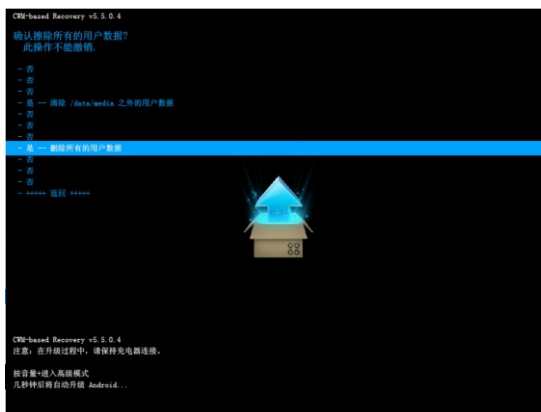 CWM-based Recovery v5.5.0.4
确认擦除所有的用户数据?
此操作不能撤销.
- 否
- 否
- 否
- 是 -- 清除 /data/media 之外的用户数据
- 否
- 否
- 否
- 是 -- 删除所有的用户数据
- 否
- 否
- 否
- +++++ 返回 +++++
CWM-based Recovery v5.5.0.4
注意: 在升级过程中, 请保持充电器连接.
按音量+进入高级模式
几秒钟后将自动升级 Android...